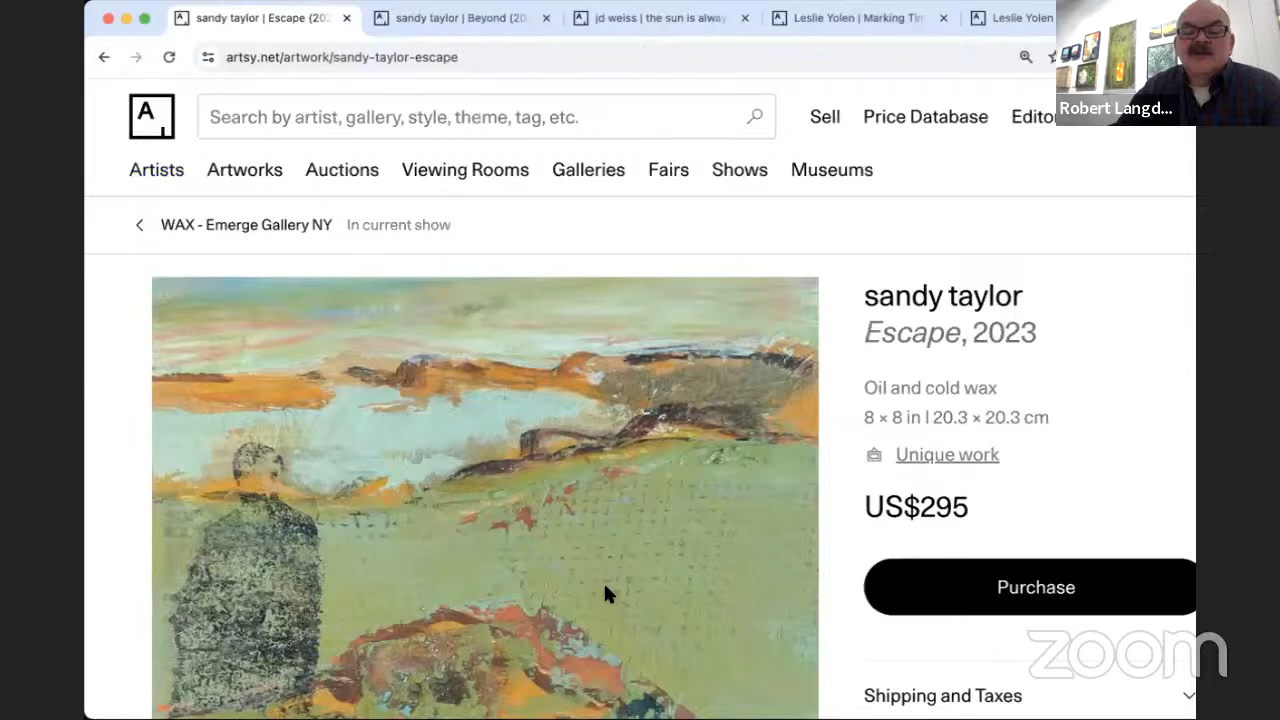 sandy taylor | Escape (202
sandy taylor | Beyond (20
jd weiss | the sun is alway
Leslie Yolen | Marking Tim
Leslie Yolen
artsy.net/artwork/sandy-taylor-escape
Robert Langd...
A
Search by artist, gallery, style, theme, tag, etc.
Sell
Price Database
Edito
Artists
Artworks
Auctions
Viewing Rooms
Galleries
Fairs
Shows
Museums
WAX - Emerge Gallery NY
In current show
sandy taylor
Escape, 2023
Oil and cold wax
8 × 8 in | 20.3 × 20.3 cm
Unique work
US$295
Purchase
zoom
Shipping and Taxes